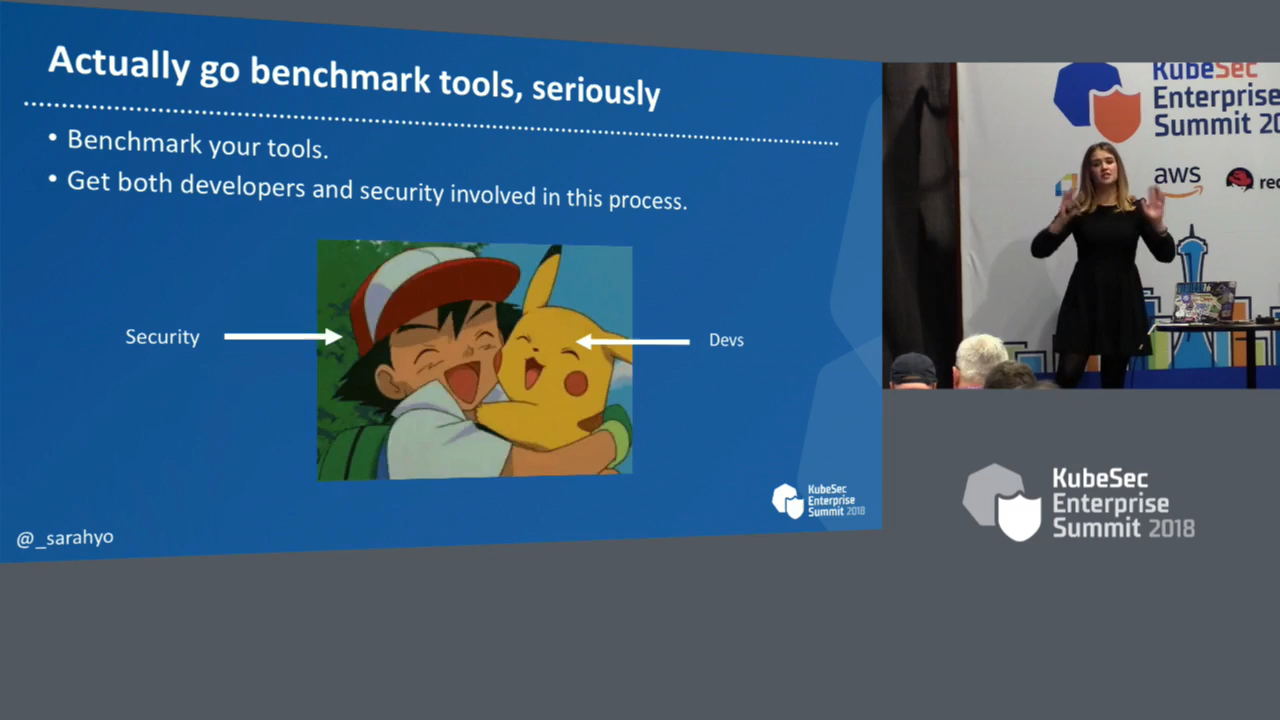 Actually go benchmark tools, seriously
• Benchmark your tools.
• Get both developers and security involved in this process.
Security
Devs
KubeSec
Enterprise
Summit 2018
@_sarahyo
KubeSec
Enterprise
Summit 20
aws
red
KubeSec
Enterprise
Summit 2018